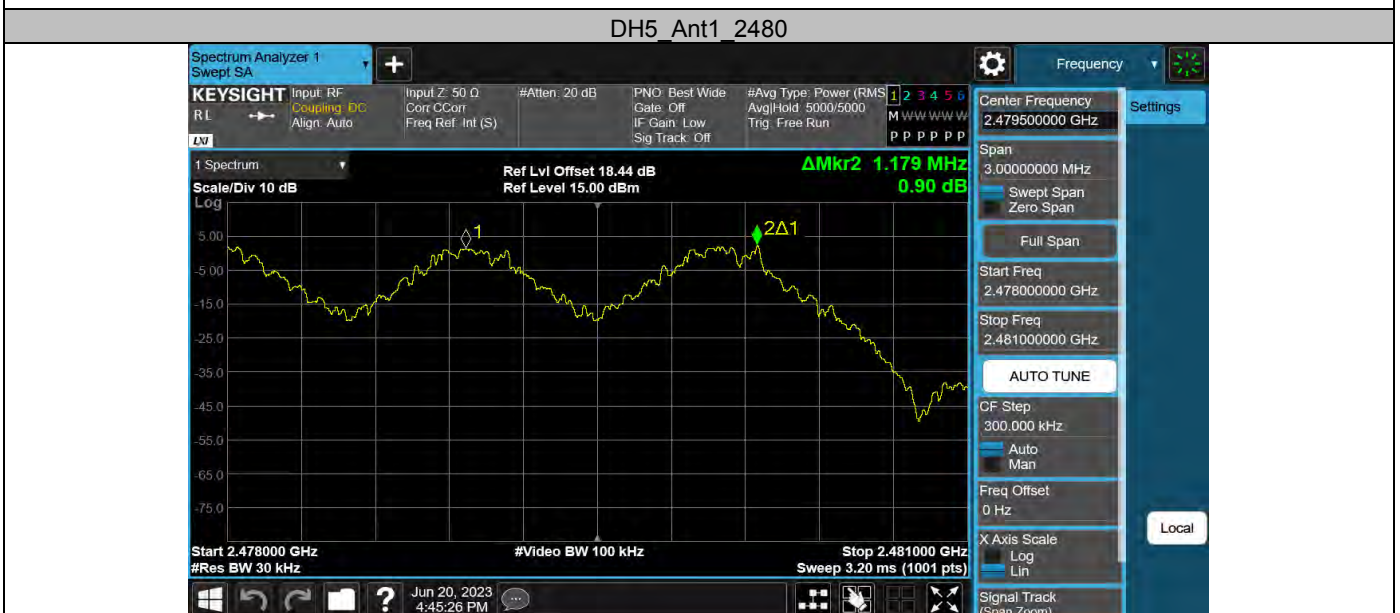 DH5_Ant1_2480
Spectrum Analyzer 1
Swept SA
Frequency
KEYSIGHT
RL
LXI
Input: RF
Coupling: DC
Align: Auto
Input Z: 50 Ω
Corr CCorr
Freq Ref: Int (S)
#Atten: 20 dB
PNO: Best Wide
Gate: Off
IF Gain: Low
Sig Track: Off
#Avg Type: Power (RMS
Avg|Hold: 5000/5000
Trig: Free Run
1 2 3 4 5 6
M W W W W W
P P P P P P
Center Frequency
2.479500000 GHz
Settings
1 Spectrum
Scale/Div 10 dB
Ref Lvl Offset 18.44 dB
Ref Level 15.00 dBm
ΔMkr2 1.179 MHz
0.90 dB
Span
3.00000000 MHz
Swept Span
Zero Span
Full Span
Start Freq
2.478000000 GHz
Stop Freq
2.481000000 GHz
AUTO TUNE
CF Step
300.000 kHz
Auto
Man
Freq Offset
0 Hz
X Axis Scale
Log
Lin
Local
Signal Track
(Span Zoom)
Log
5.00
-5.00
-15.0
-25.0
-35.0
-45.0
-55.0
-65.0
-75.0
1
2Δ1
Start 2.478000 GHz
#Video BW 100 kHz
Stop 2.481000 GHz
#Res BW 30 kHz
Sweep 3.20 ms (1001 pts)
?
Jun 20, 2023
4:45:26 PM